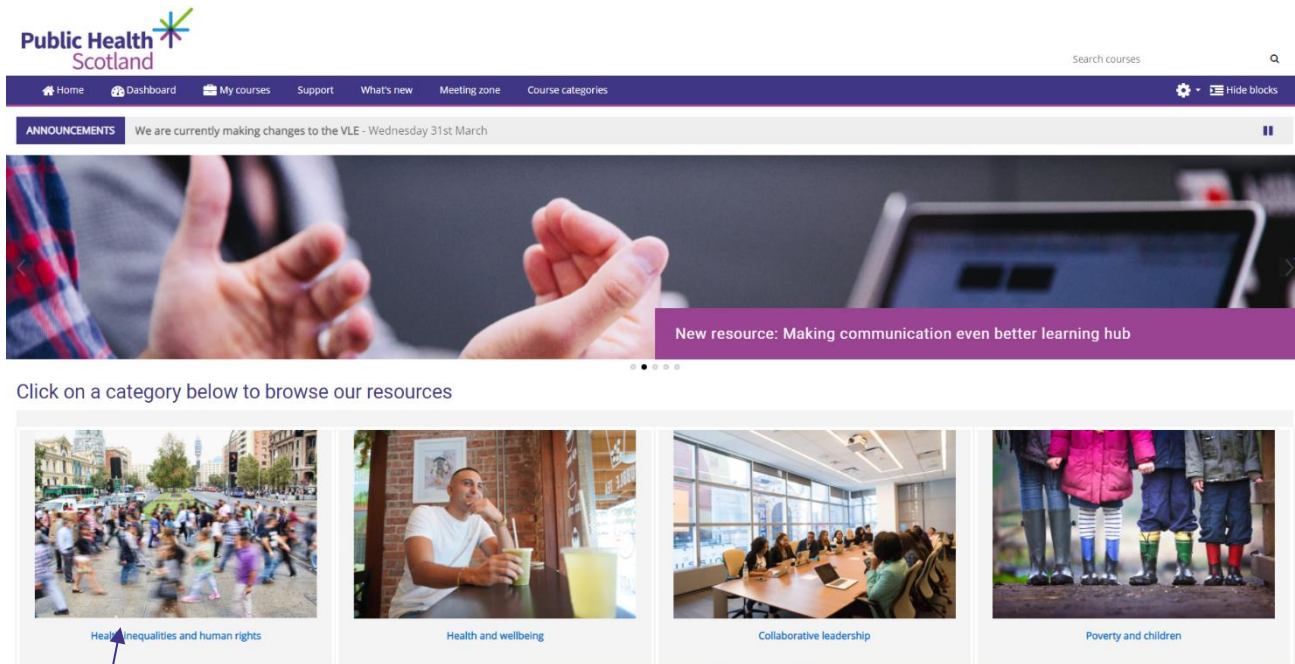 Public Health
Scotland
Search courses
Home Dashboard My courses Support What's new Meeting zone Course categories Hide blocks
ANNOUNCEMENTS We are currently making changes to the VLE - Wednesday 31st March
New resource: Making communication even better learning hub
Click on a category below to browse our resources
Health inequalities and human rights Health and wellbeing Collaborative leadership Poverty and children